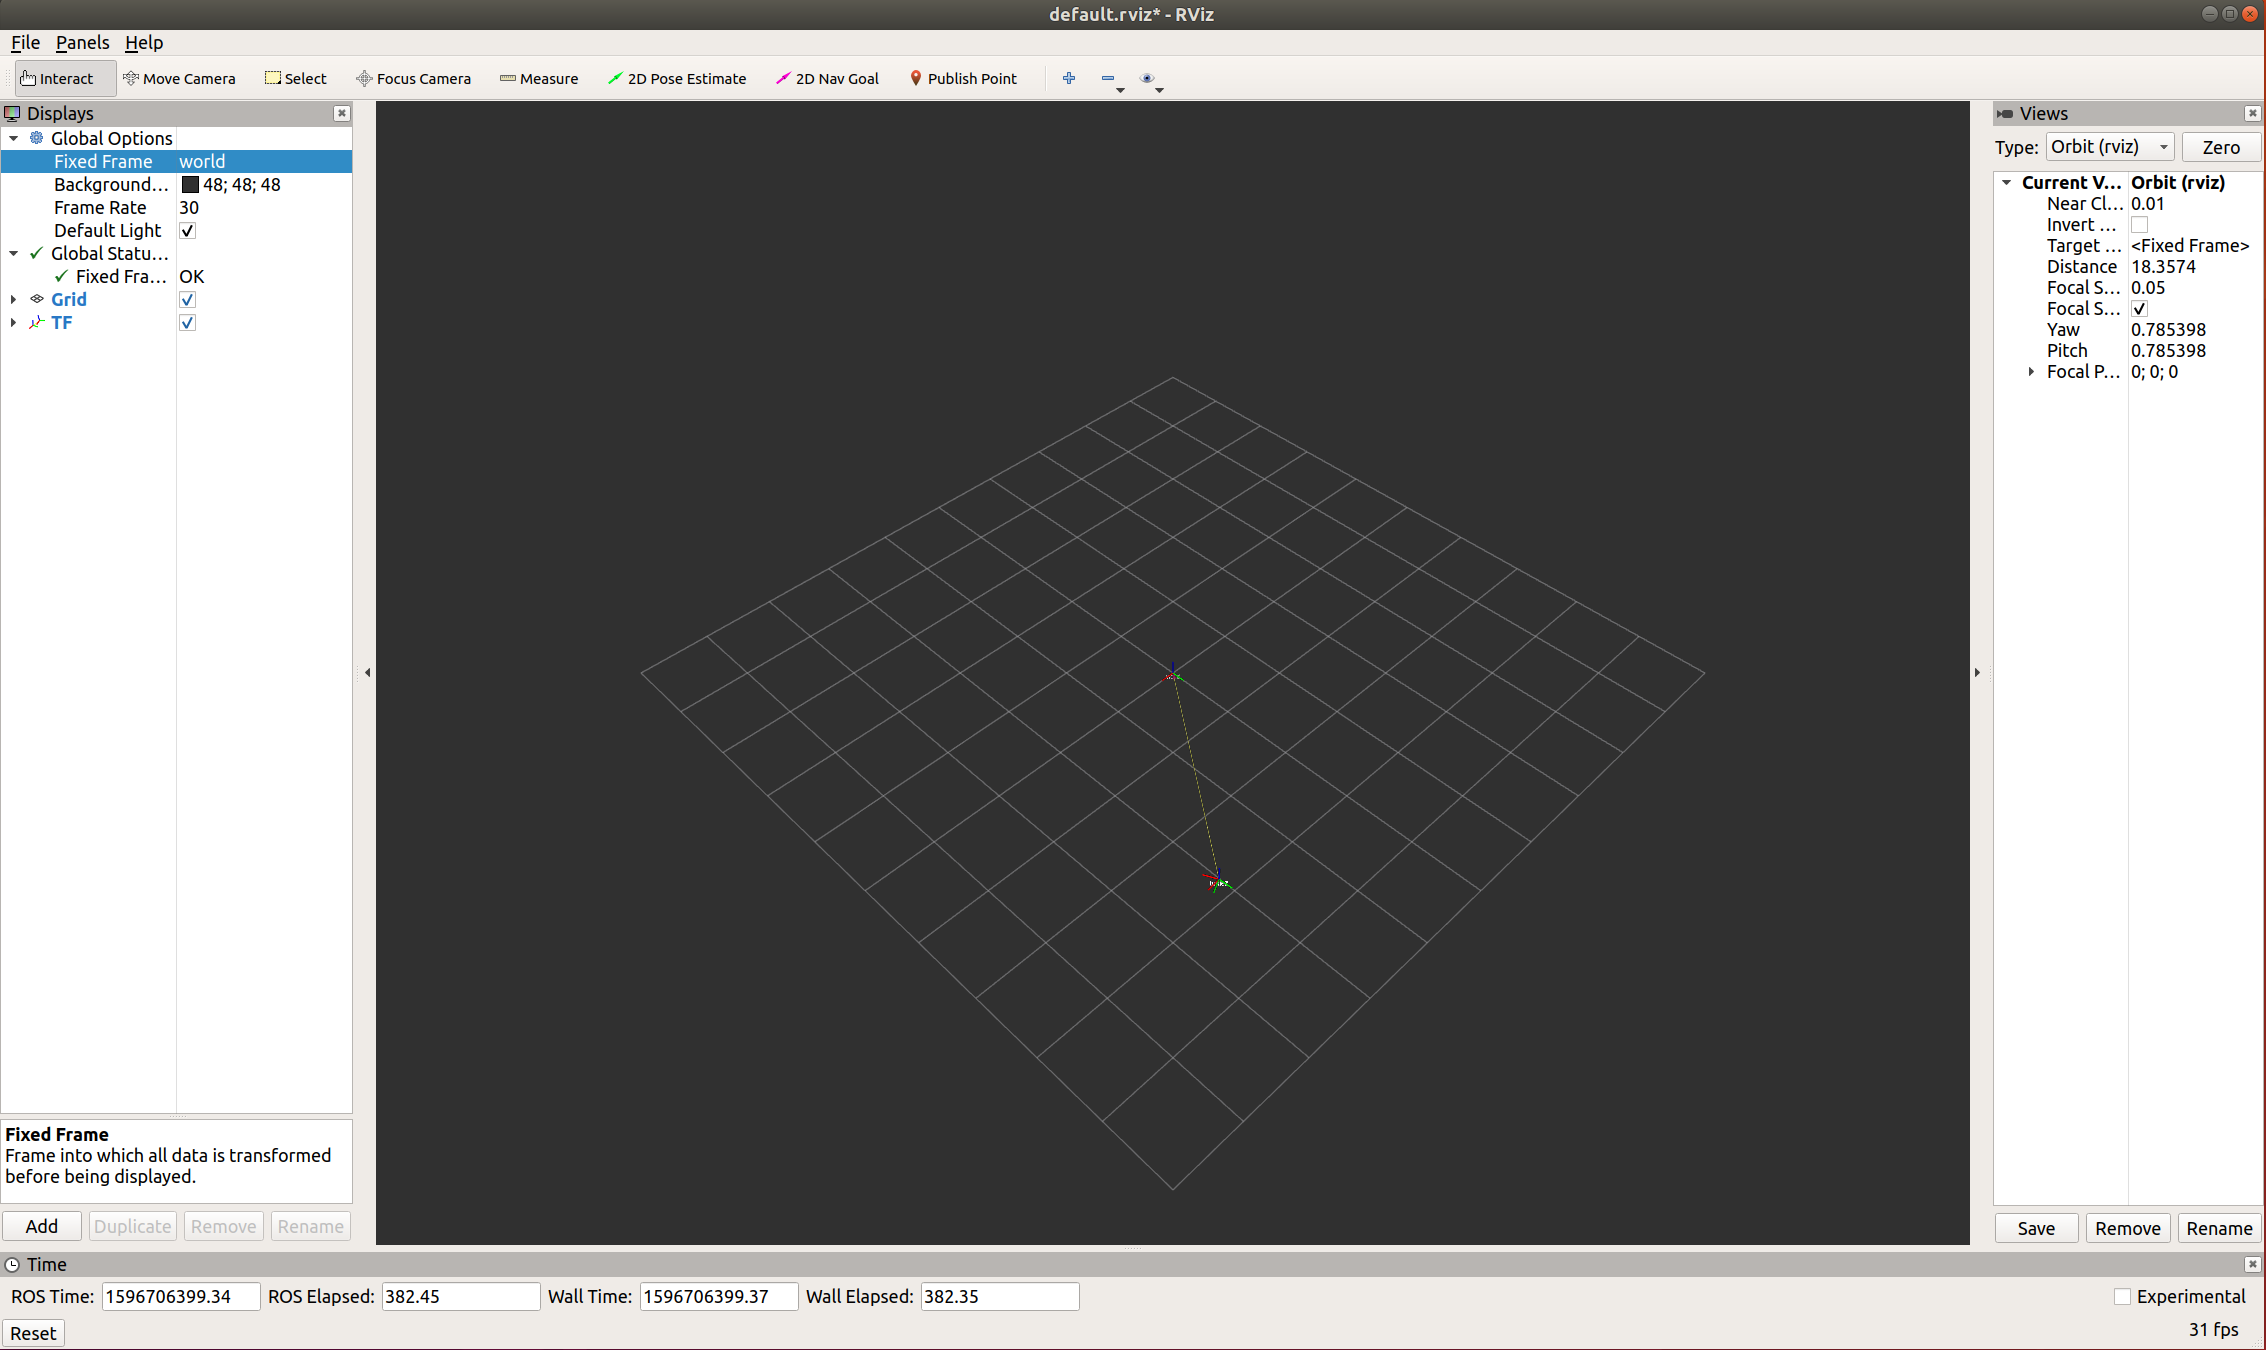 default.rviz* - RViz
File Panels Help
Interact Move Camera Select Focus Camera Measure 2D Pose Estimate 2D Nav Goal Publish Point
Displays
Global Options
Fixed Frame world
Background... 48; 48; 48
Frame Rate 30
Default Light
Global Statu...
Fixed Fra... OK
Grid
TF
Fixed Frame
Frame into which all data is transformed
before being displayed.
Add Duplicate Remove Rename
Views
Type: Orbit (rviz) Zero
Current V... Orbit (rviz)
Near Cl... 0.01
Invert ...
Target ... <Fixed Frame>
Distance 18.3574
Focal S... 0.05
Focal S...
Yaw 0.785398
Pitch 0.785398
Focal P... 0; 0; 0
Save Remove Rename
Time
ROS Time: 1596706399.34 ROS Elapsed: 382.45 Wall Time: 1596706399.37 Wall Elapsed: 382.35 Experimental
Reset 31 fps